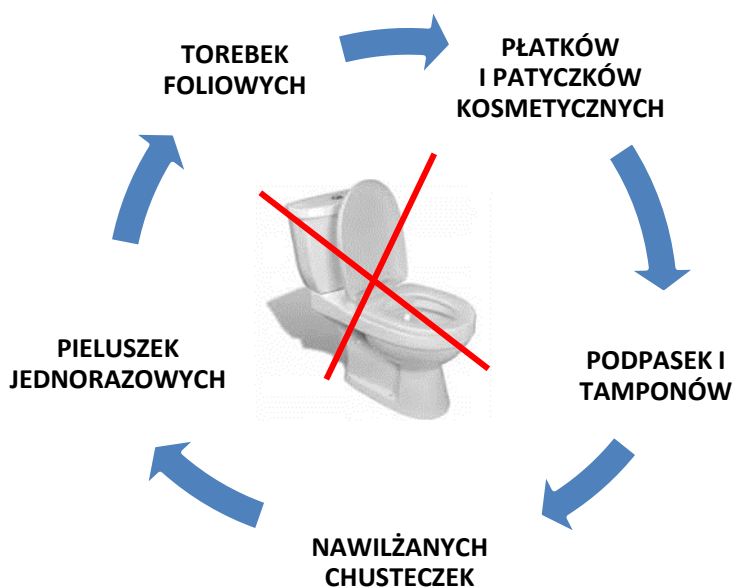 TOREBEK
FOLIOWYCH
PŁATKÓW
I PATYCZKÓW
KOSMETYCZNYCH
PODPASEK I
TAMPONÓW
NAWILŻANYCH
CHUSTECZEK
PIELUSZEK
JEDNORAZOWYCH